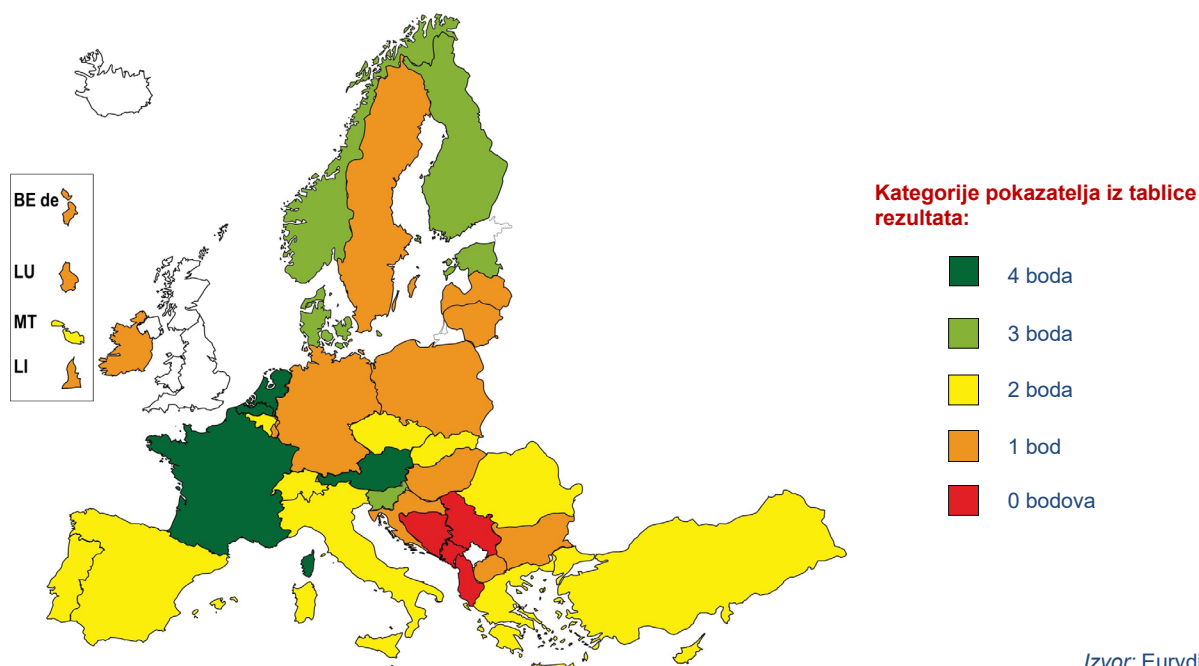 BE de
LU
MT
LI
Kategorije pokazatelja iz tablice
rezultata:
4 boda
3 boda
2 boda
1 bod
0 bodova
Izvor: Euryd